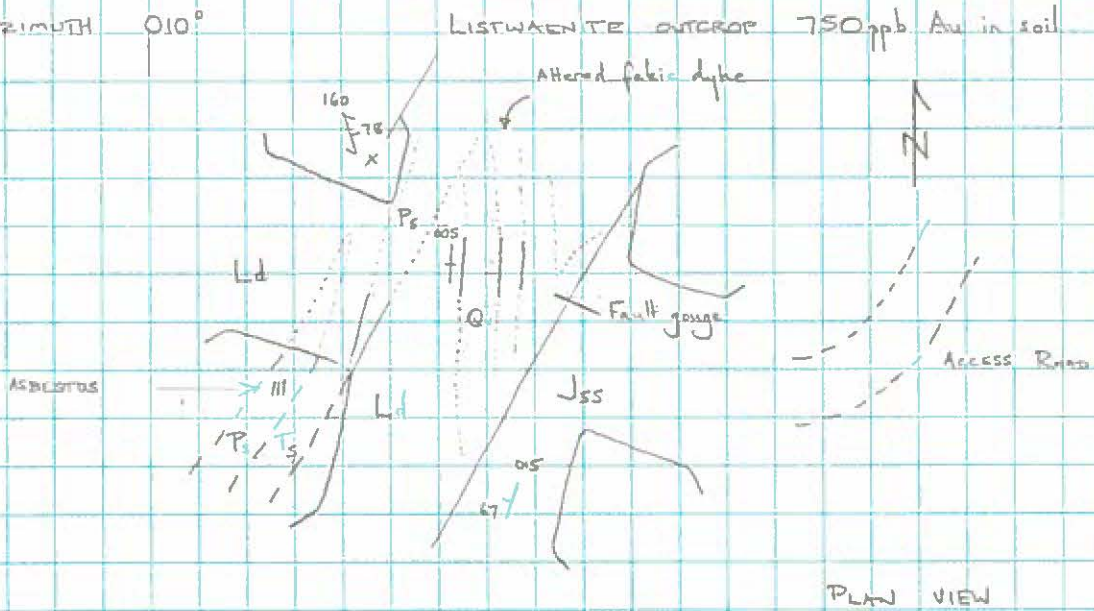 ZIMUTH 010° LISTWAENITE OUTCROP 750ppb Au in soil
Altered felsic dyke
160
78
x
N
Ps
005
Ld
Q
Fault gouge
ACCESS ROAD
ASBESTOS
Jss
Ld
Ps Ts
015
67
PLAN VIEW